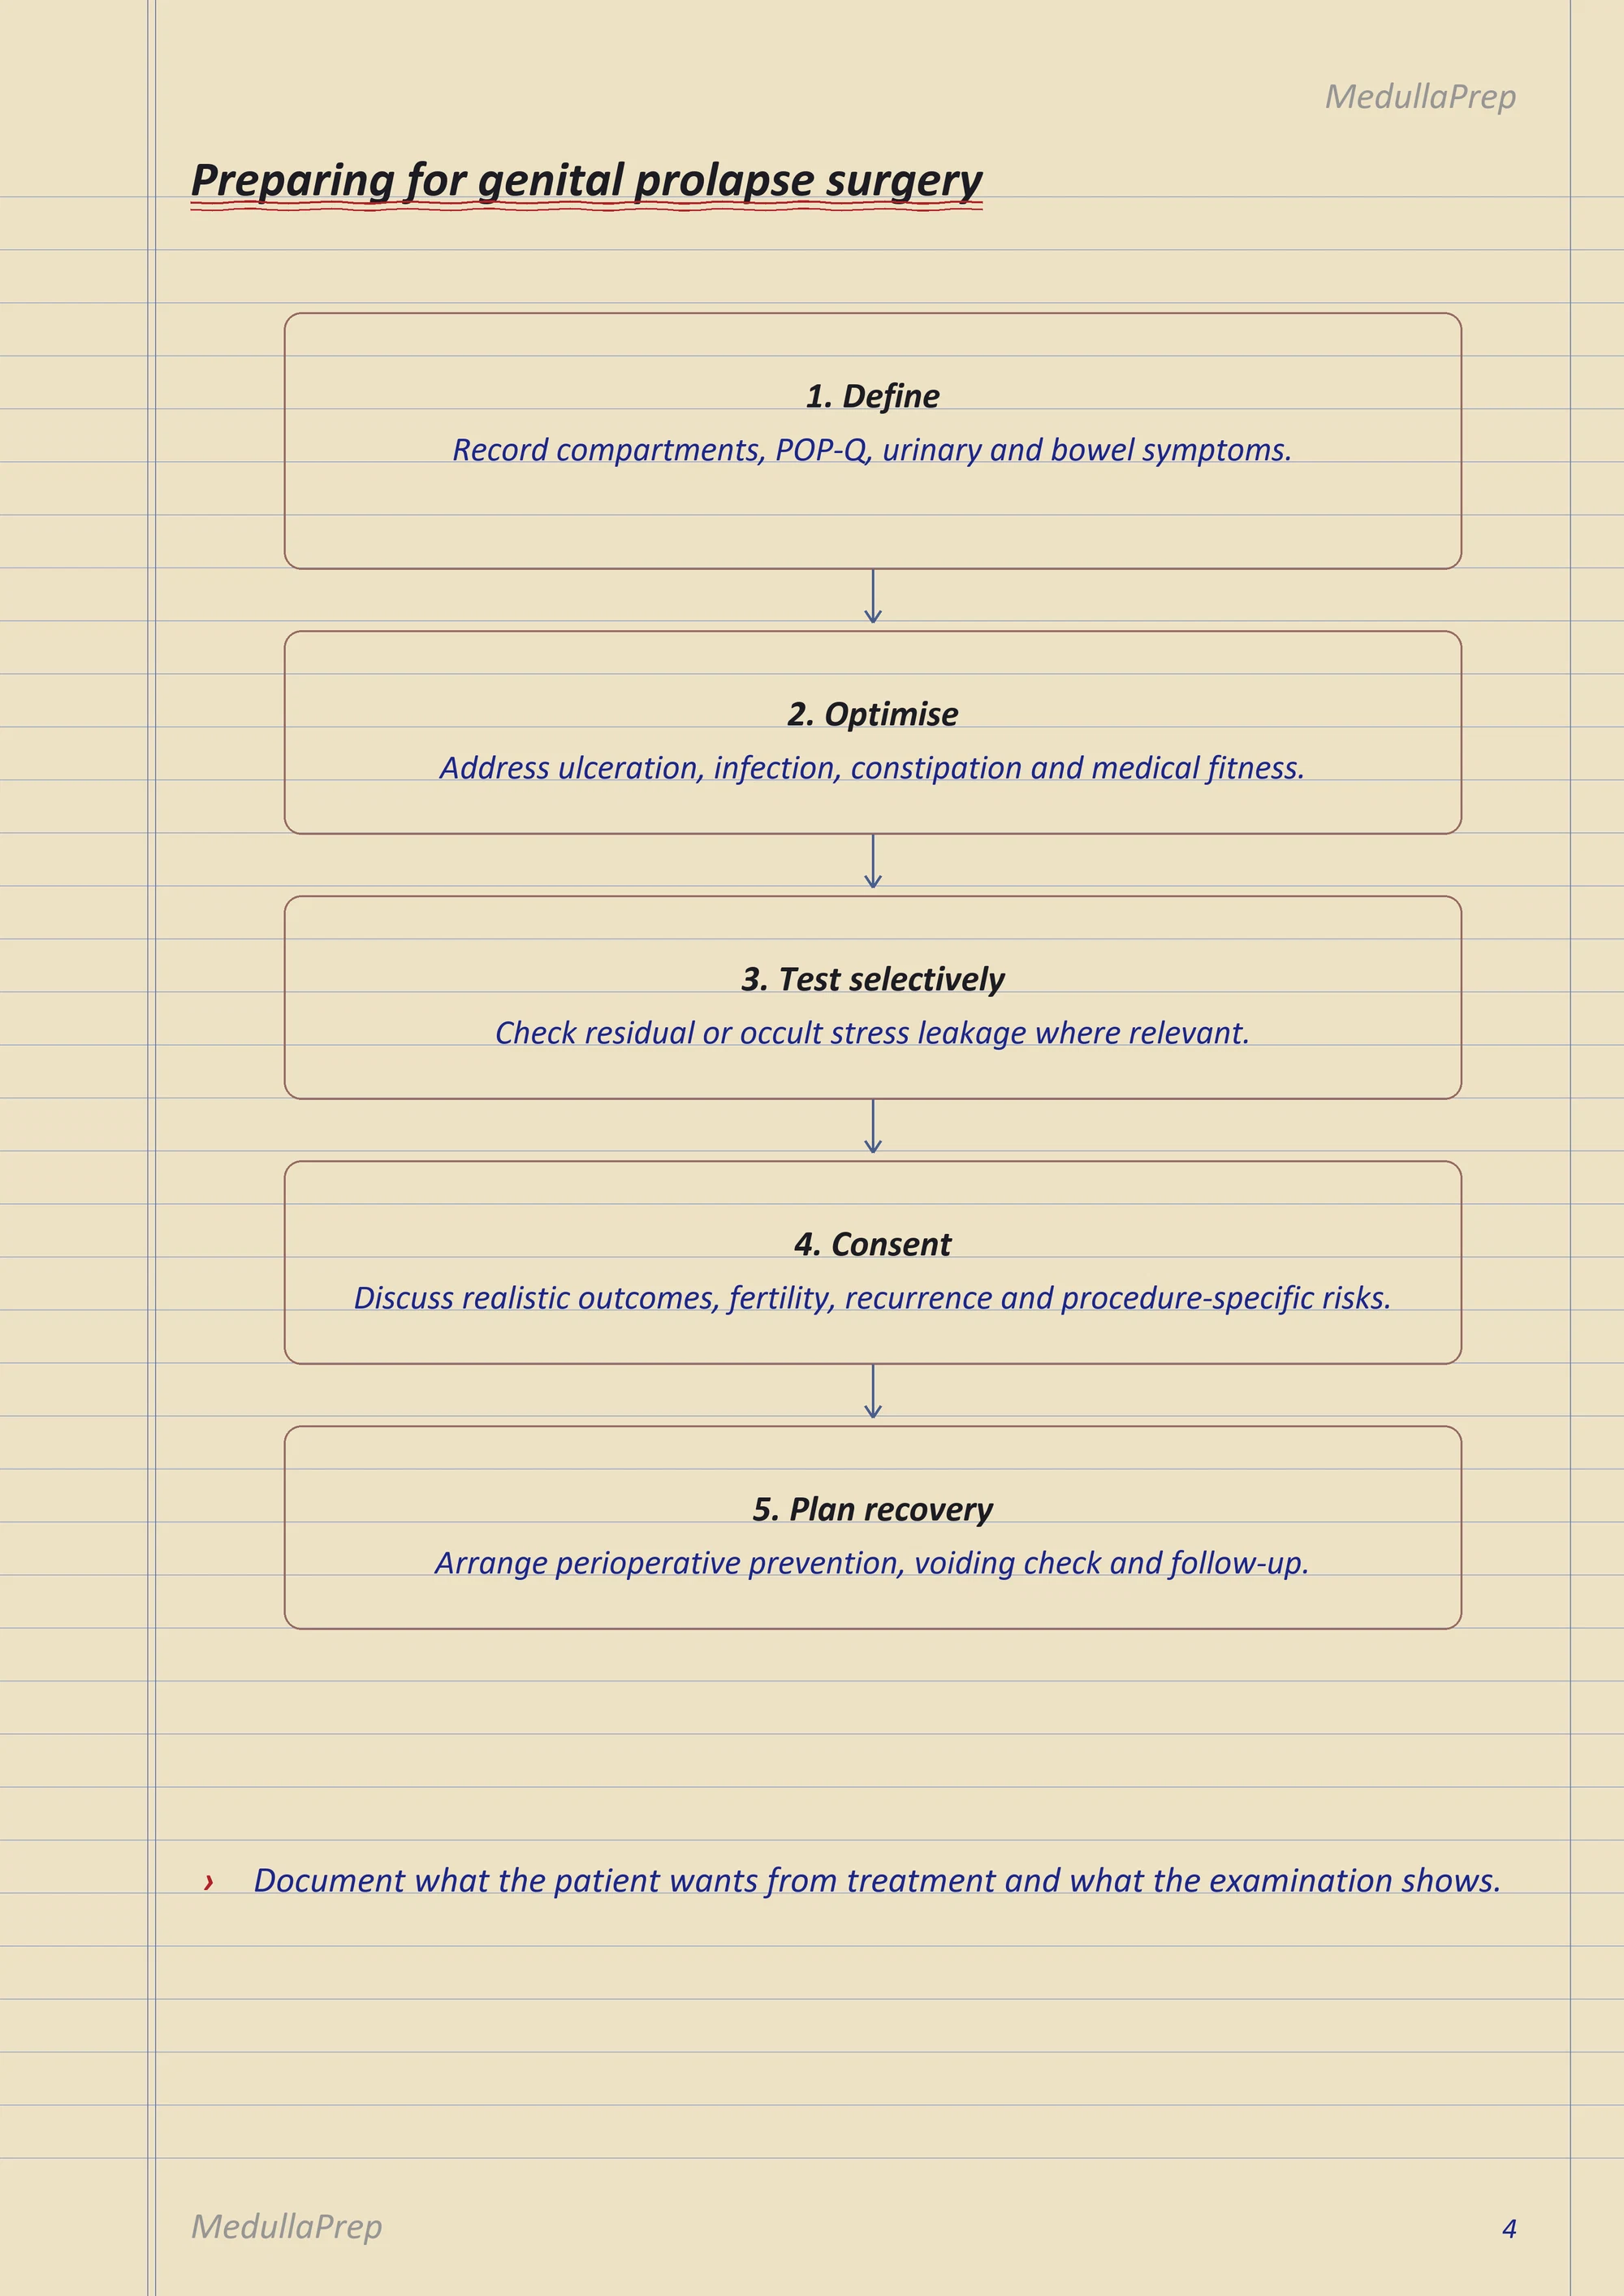 MedullaPrep
Preparing for genital prolapse surgery
1. Define
Record compartments, POP-Q, urinary and bowel symptoms.
2. Optimise
Address ulceration, infection, constipation and medical fitness.
3. Test selectively
Check residual or occult stress leakage where relevant.
4. Consent
Discuss realistic outcomes, fertility, recurrence and procedure-specific risks.
5. Plan recovery
Arrange perioperative prevention, voiding check and follow-up.
› Document what the patient wants from treatment and what the examination shows.
MedullaPrep
4